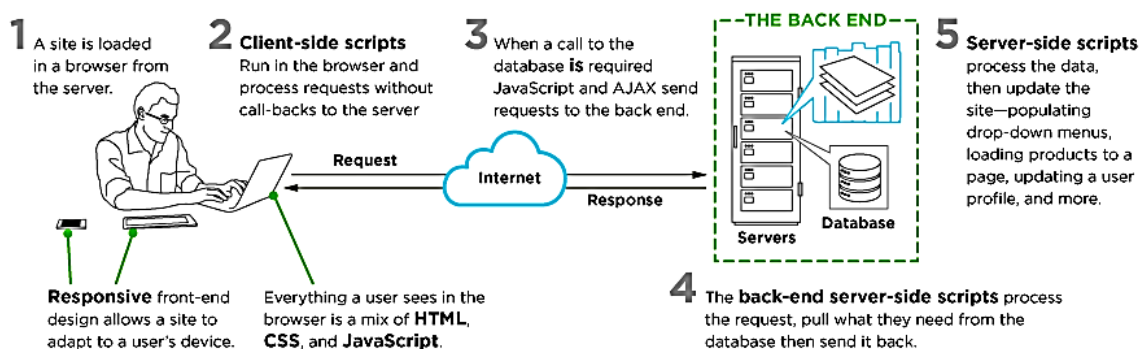 1 A site is loaded
in a browser from
the server.
2 Client-side scripts
Run in the browser and
process requests without
call-backs to the server
3 When a call to the
database is required
JavaScript and AJAX send
requests to the back end.
THE BACK END
5 Server-side scripts
process the data,
then update the
site—populating
drop-down menus,
loading products to a
page, updating a user
profile, and more.
Request
Internet
Response
Servers
Database
Responsive front-end
design allows a site to
adapt to a user's device.
Everything a user sees in the
browser is a mix of HTML,
CSS, and JavaScript.
4 The back-end server-side scripts process
the request, pull what they need from the
database then send it back.